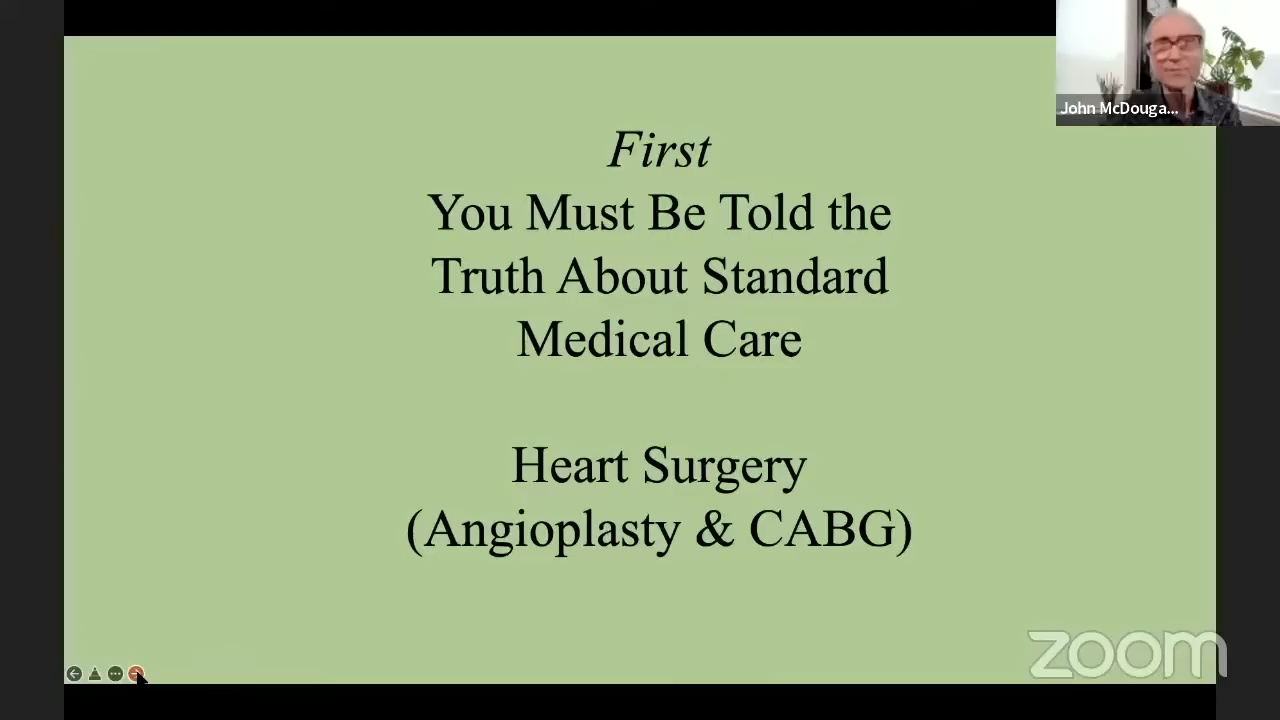 John McDouga...
First
You Must Be Told the
Truth About Standard
Medical Care
Heart Surgery
(Angioplasty & CABG)
zoom